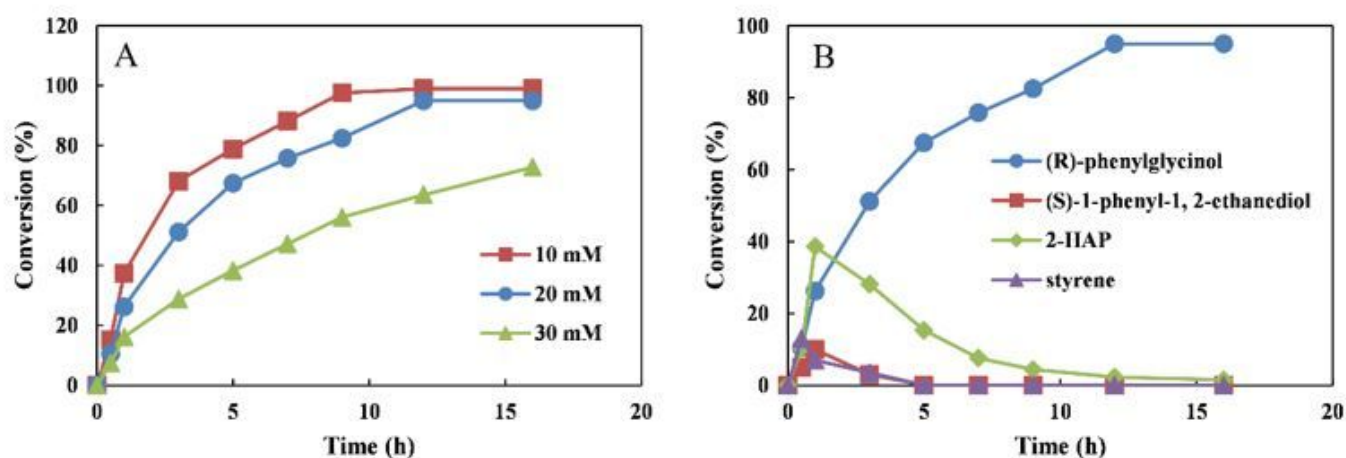 A
Conversion (%)
120
100
80
60
40
20
0
0 5 10 15 20
Time (h)
10 mM
20 mM
30 mM
B
Conversion (%)
100
80
60
40
20
0
0 5 10 15 20
Time (h)
(R)-phenylglycinol
(S)-1-phenyl-1, 2-ethanediol
2-HAP
styrene